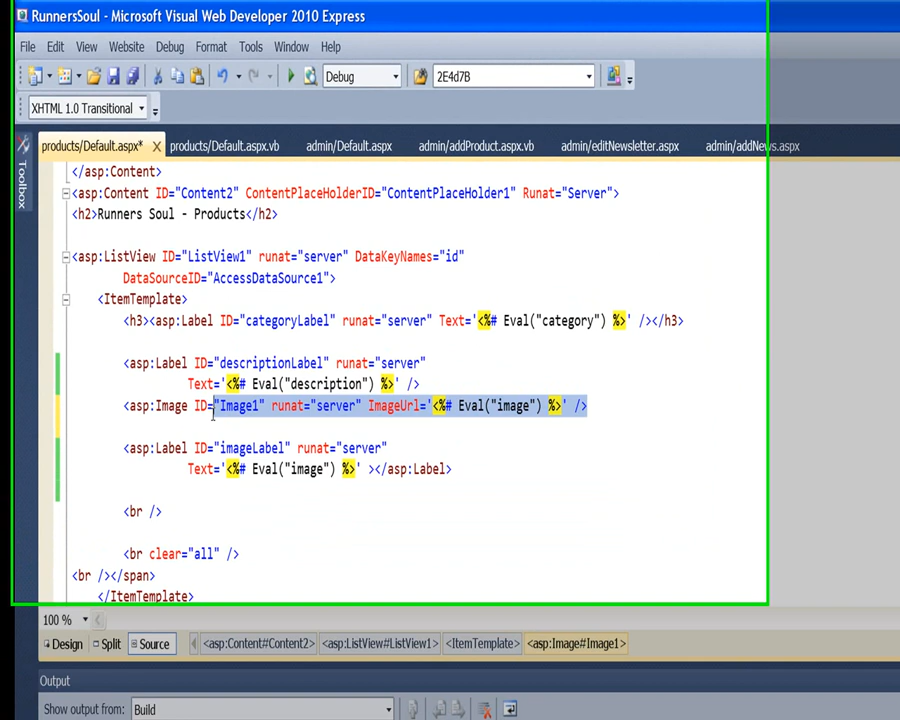 RunnersSoul - Microsoft Visual Web Developer 2010 Express
File Edit View Website Debug Format Tools Window Help
Debug 2E4d7B
XHTML 1.0 Transitional
products/Default.aspx* products/Default.aspx.vb admin/Default.aspx admin/addProduct.aspx.vb admin/editNewsletter.aspx admin/addNews.aspx
Toolbox
</asp:Content>
<asp:Content ID="Content2" ContentPlaceHolderID="ContentPlaceHolder1" Runat="Server">
<h2>Runners Soul - Products</h2>
<asp:ListView ID="ListView1" runat="server" DataKeyNames="id"
DataSourceID="AccessDataSource1">
<ItemTemplate>
<h3><asp:Label ID="categoryLabel" runat="server" Text='<%# Eval("category") %>' /></h3>
<asp:Label ID="descriptionLabel" runat="server"
Text='<%# Eval("description") %>' />
<asp:Image ID="Image1" runat="server" ImageUrl='<%# Eval("image") %>' />
<asp:Label ID="imageLabel" runat="server"
Text='<%# Eval("image") %>' ></asp:Label>
<br />
<br clear="all" />
<br /></span>
</ItemTemplate>
100 %
Design Split Source <asp:Content#Content2> <asp:ListView#ListView1> <ItemTemplate> <asp:Image#Image1>
Output
Show output from: Build